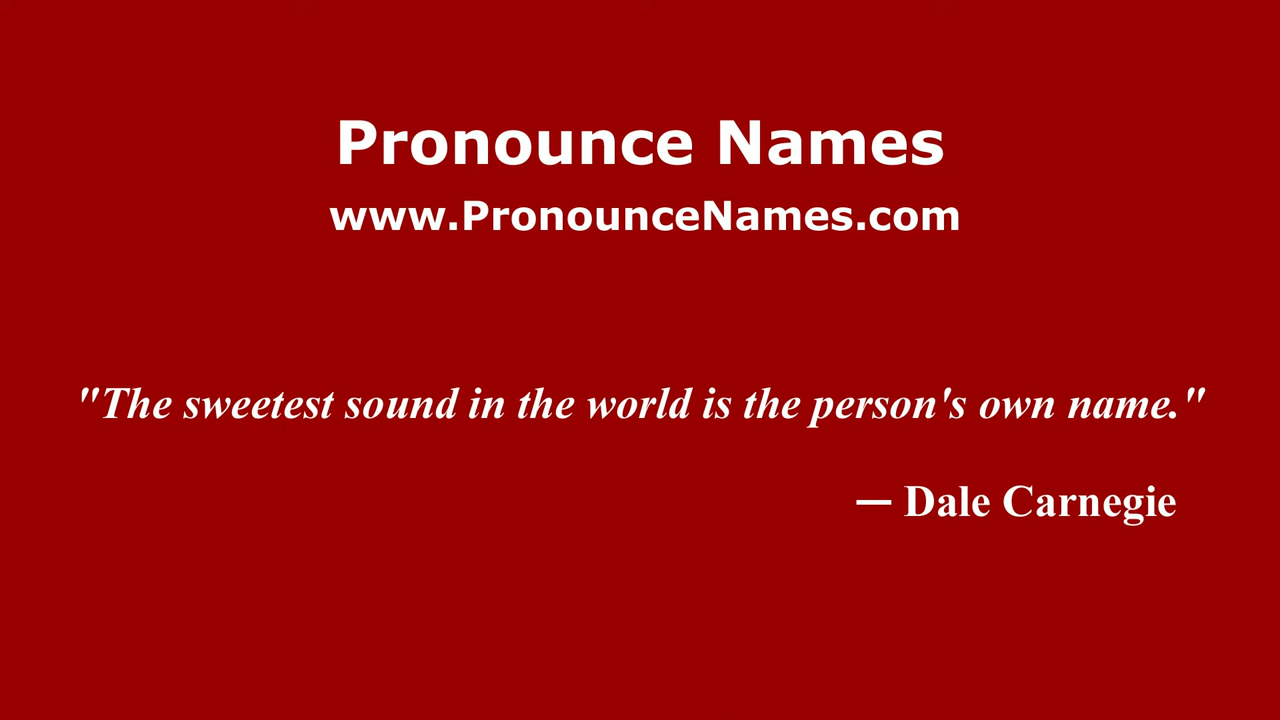 Pronounce Names
www.PronounceNames.com
"The sweetest sound in the world is the person's own name."
— Dale Carnegie